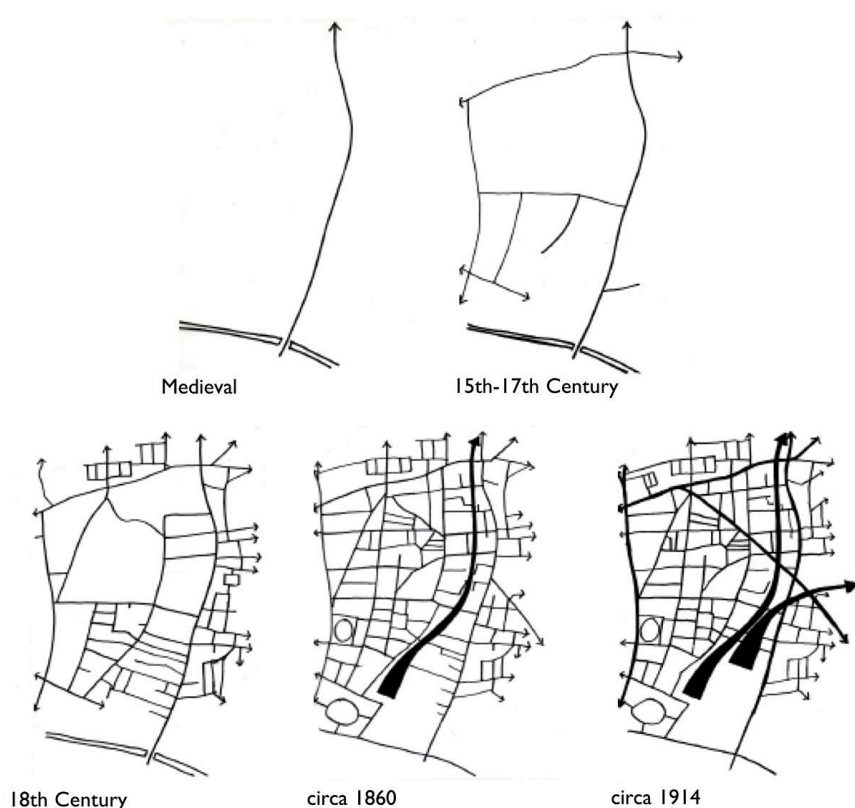 Medieval
15th-17th Century
18th Century
circa 1860
circa 1914